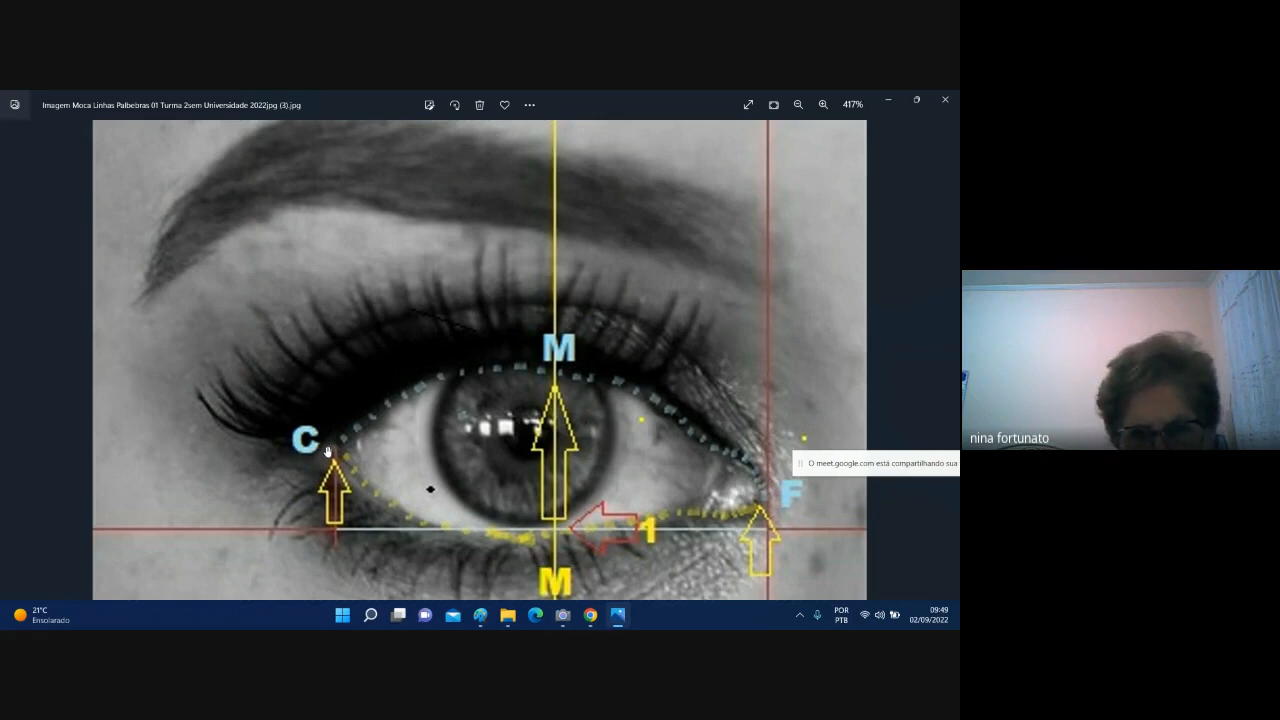 Imagem Moca Linhas Palbebras 01 Turma 2sem Universidade 2022jpg (3).jpg
417%
M
C
nina fortunato
O meet.google.com está compartilhando sua
F
1
M
21°C
Ensolarado
POR
PTB
09:49
02/09/2022